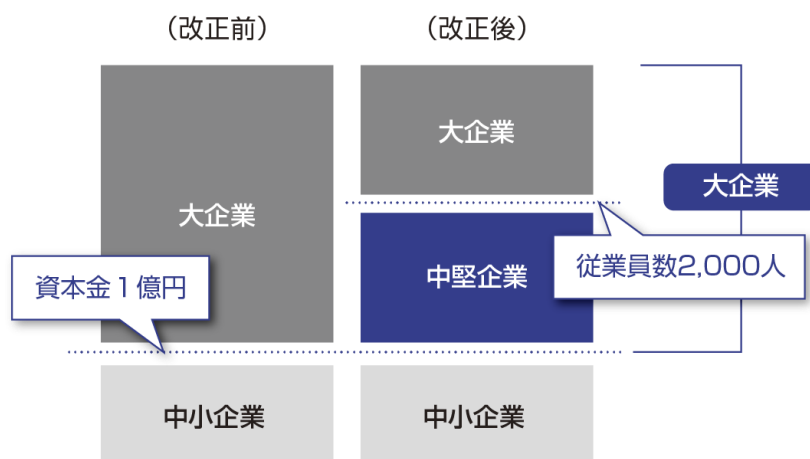 （改正前）
（改正後）
大企業
大企業
大企業
従業員数2,000人
中堅企業
資本金１億円
中小企業
中小企業